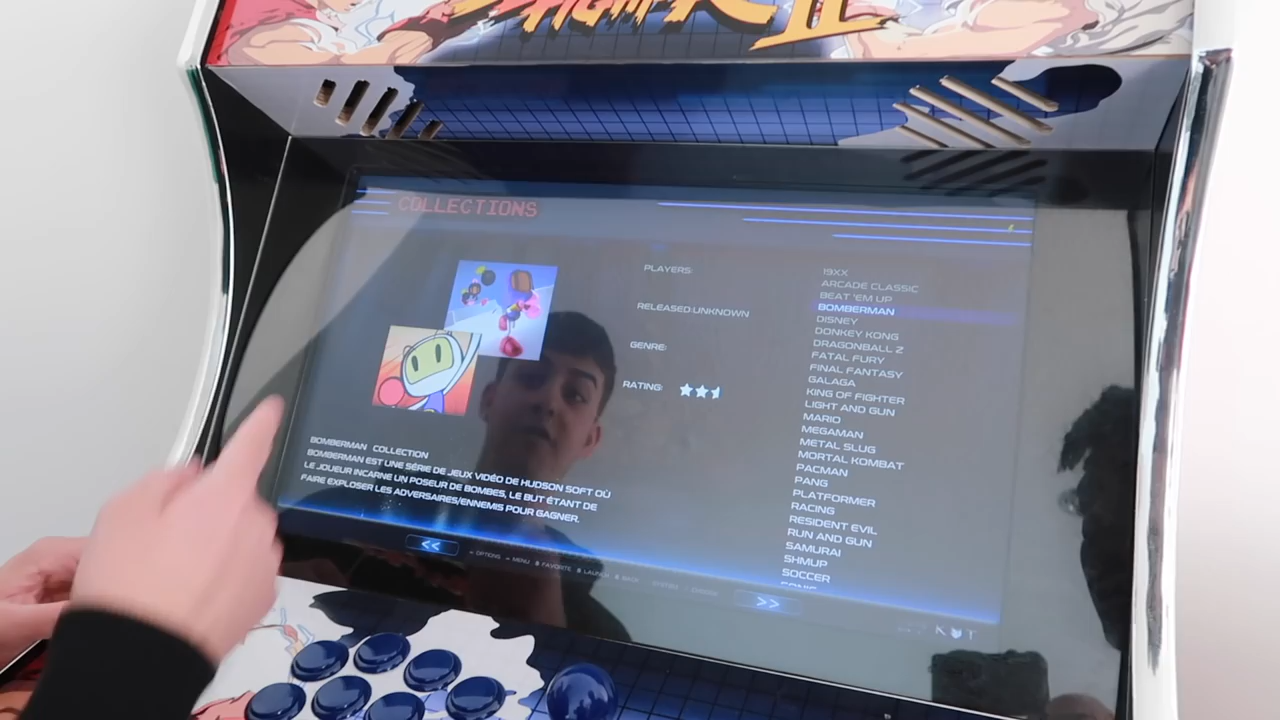 FIGHTER II
COLLECTIONS
PLAYERS:
RELEASED:UNKNOWN
GENRE:
RATING:
19XX
ARCADE CLASSIC
BEAT 'EM UP
BOMBERMAN
DISNEY
DONKEY KONG
DRAGONBALL Z
FATAL FURY
FINAL FANTASY
GALAGA
KING OF FIGHTER
LIGHT AND GUN
MARIO
MEGAMAN
METAL SLUG
MORTAL KOMBAT
PACMAN
PANG
PLATFORMER
RACING
RESIDENT EVIL
RUN AND GUN
SAMURAI
SHMUP
SOCCER
BOMBERMAN COLLECTION
BOMBERMAN EST UNE SÉRIE DE JEUX VIDÉO DE HUDSON SOFT OÙ
LE JOUEUR INCARNE UN POSEUR DE BOMBES, LE BUT ÉTANT DE
FAIRE EXPLOSER LES ADVERSAIRES/ENNEMIS POUR GAGNER.
<< OPTIONS MENU FAVORITE LAUNCH BACK SYSTEM >>